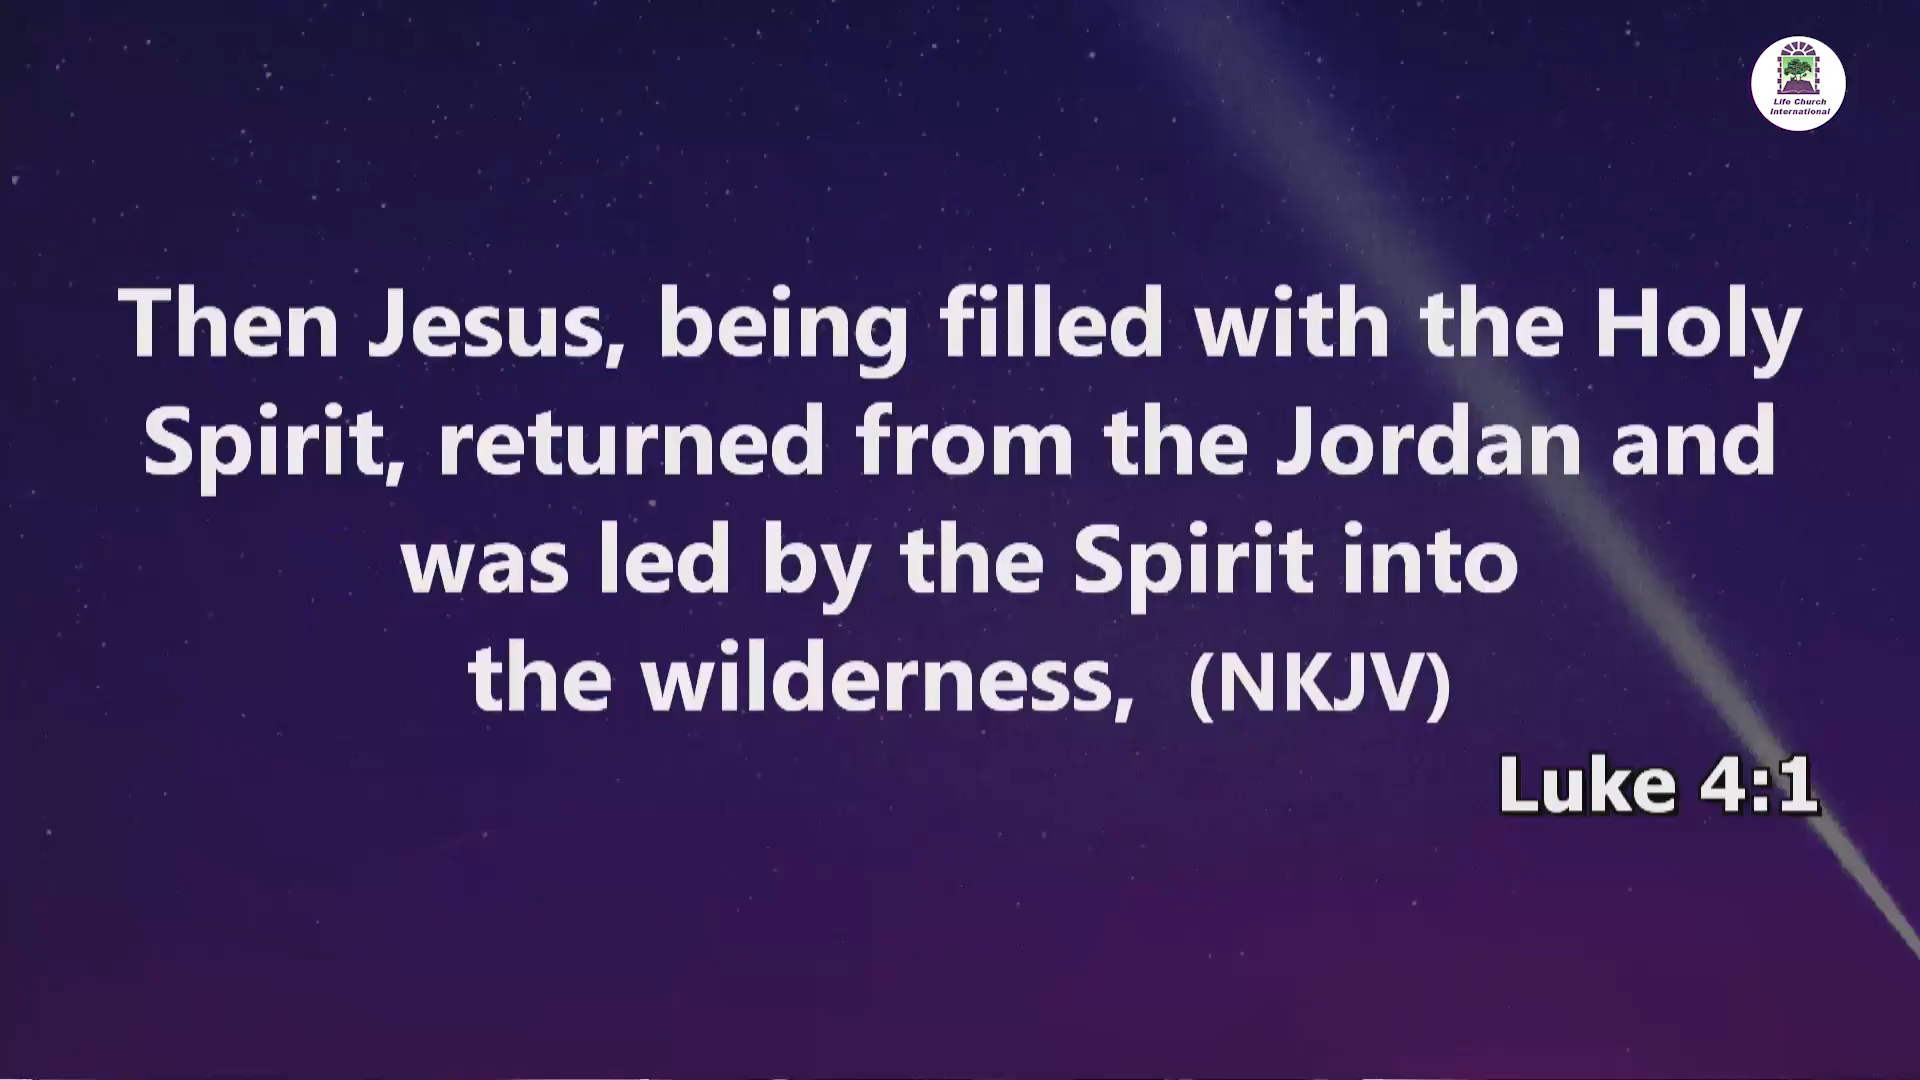 Life Church
International
Then Jesus, being filled with the Holy
Spirit, returned from the Jordan and
was led by the Spirit into
the wilderness,  (NKJV)
Luke 4:1